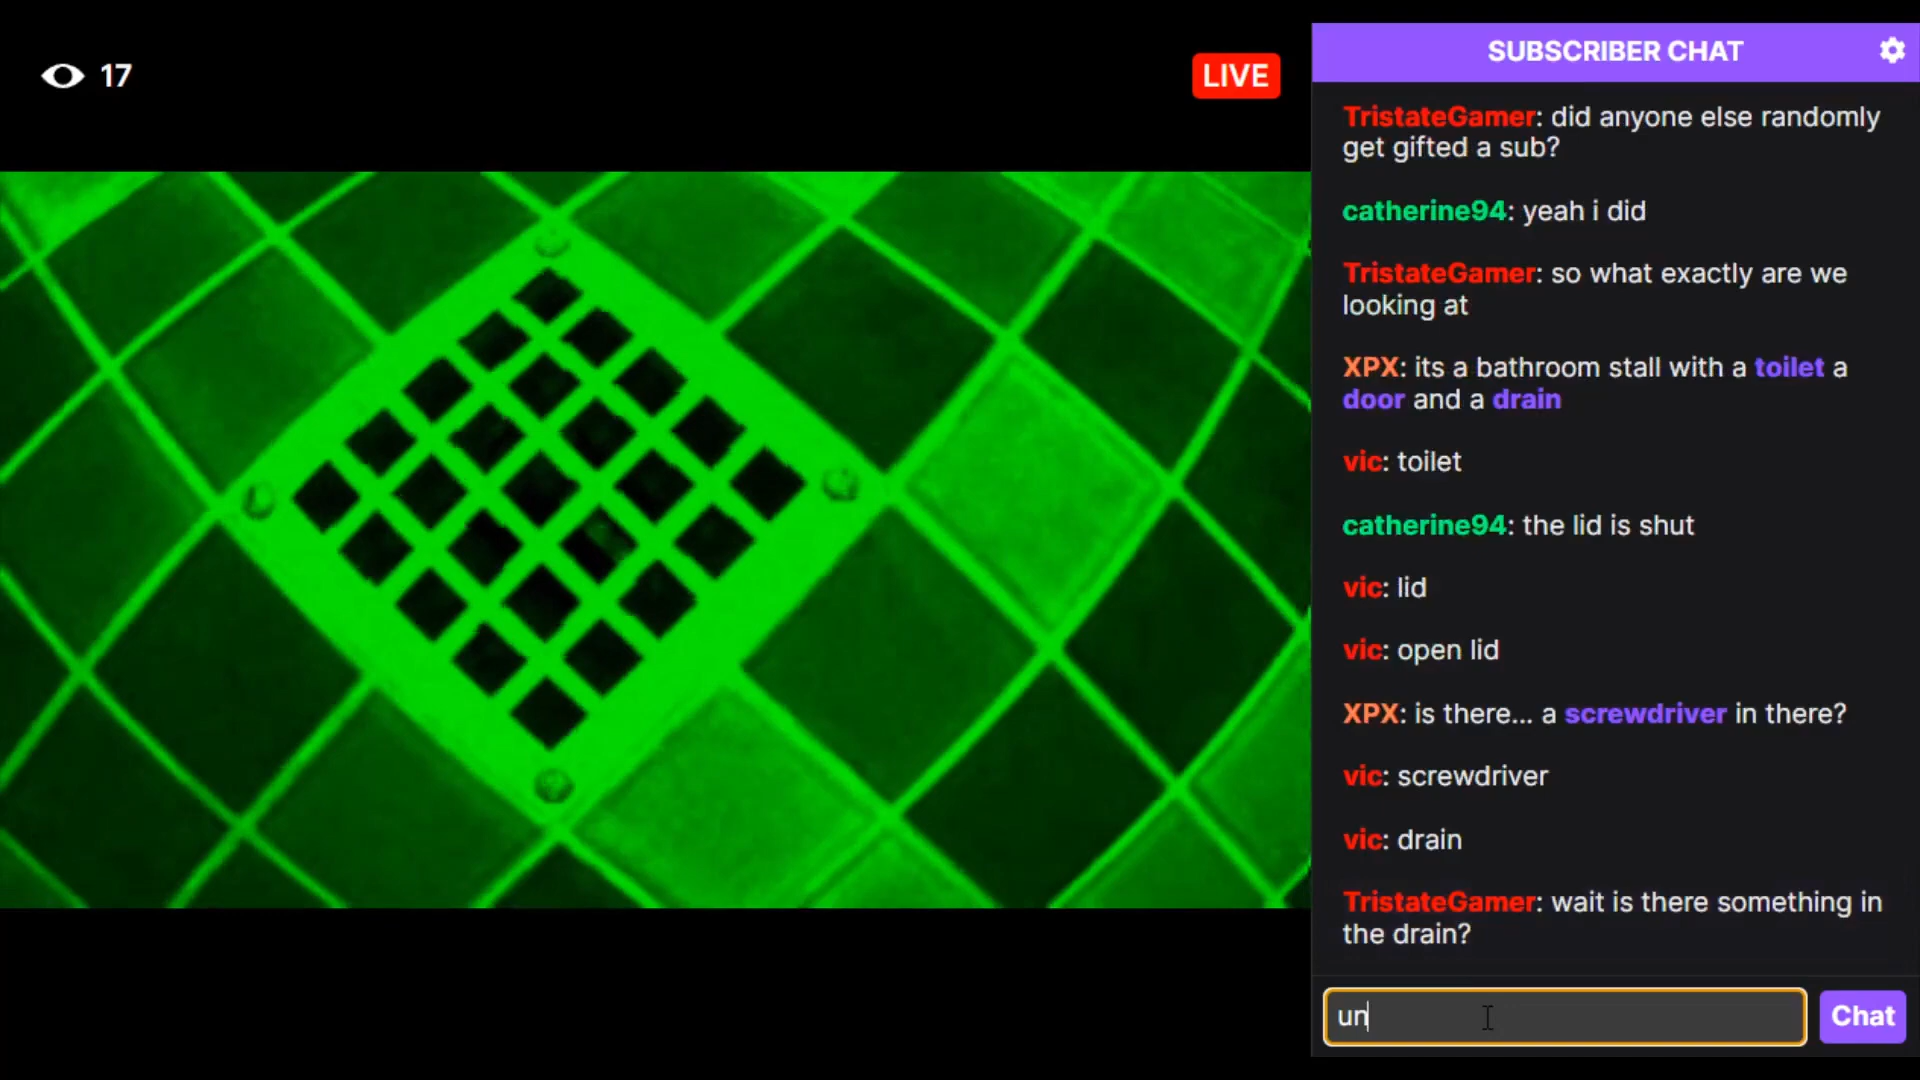 17
LIVE
SUBSCRIBER CHAT
TristateGamer: did anyone else randomly
get gifted a sub?
catherine94: yeah i did
TristateGamer: so what exactly are we
looking at
XPX: its a bathroom stall with a toilet a
door and a drain
vic: toilet
catherine94: the lid is shut
vic: lid
vic: open lid
XPX: is there... a screwdriver in there?
vic: screwdriver
vic: drain
TristateGamer: wait is there something in
the drain?
un
Chat